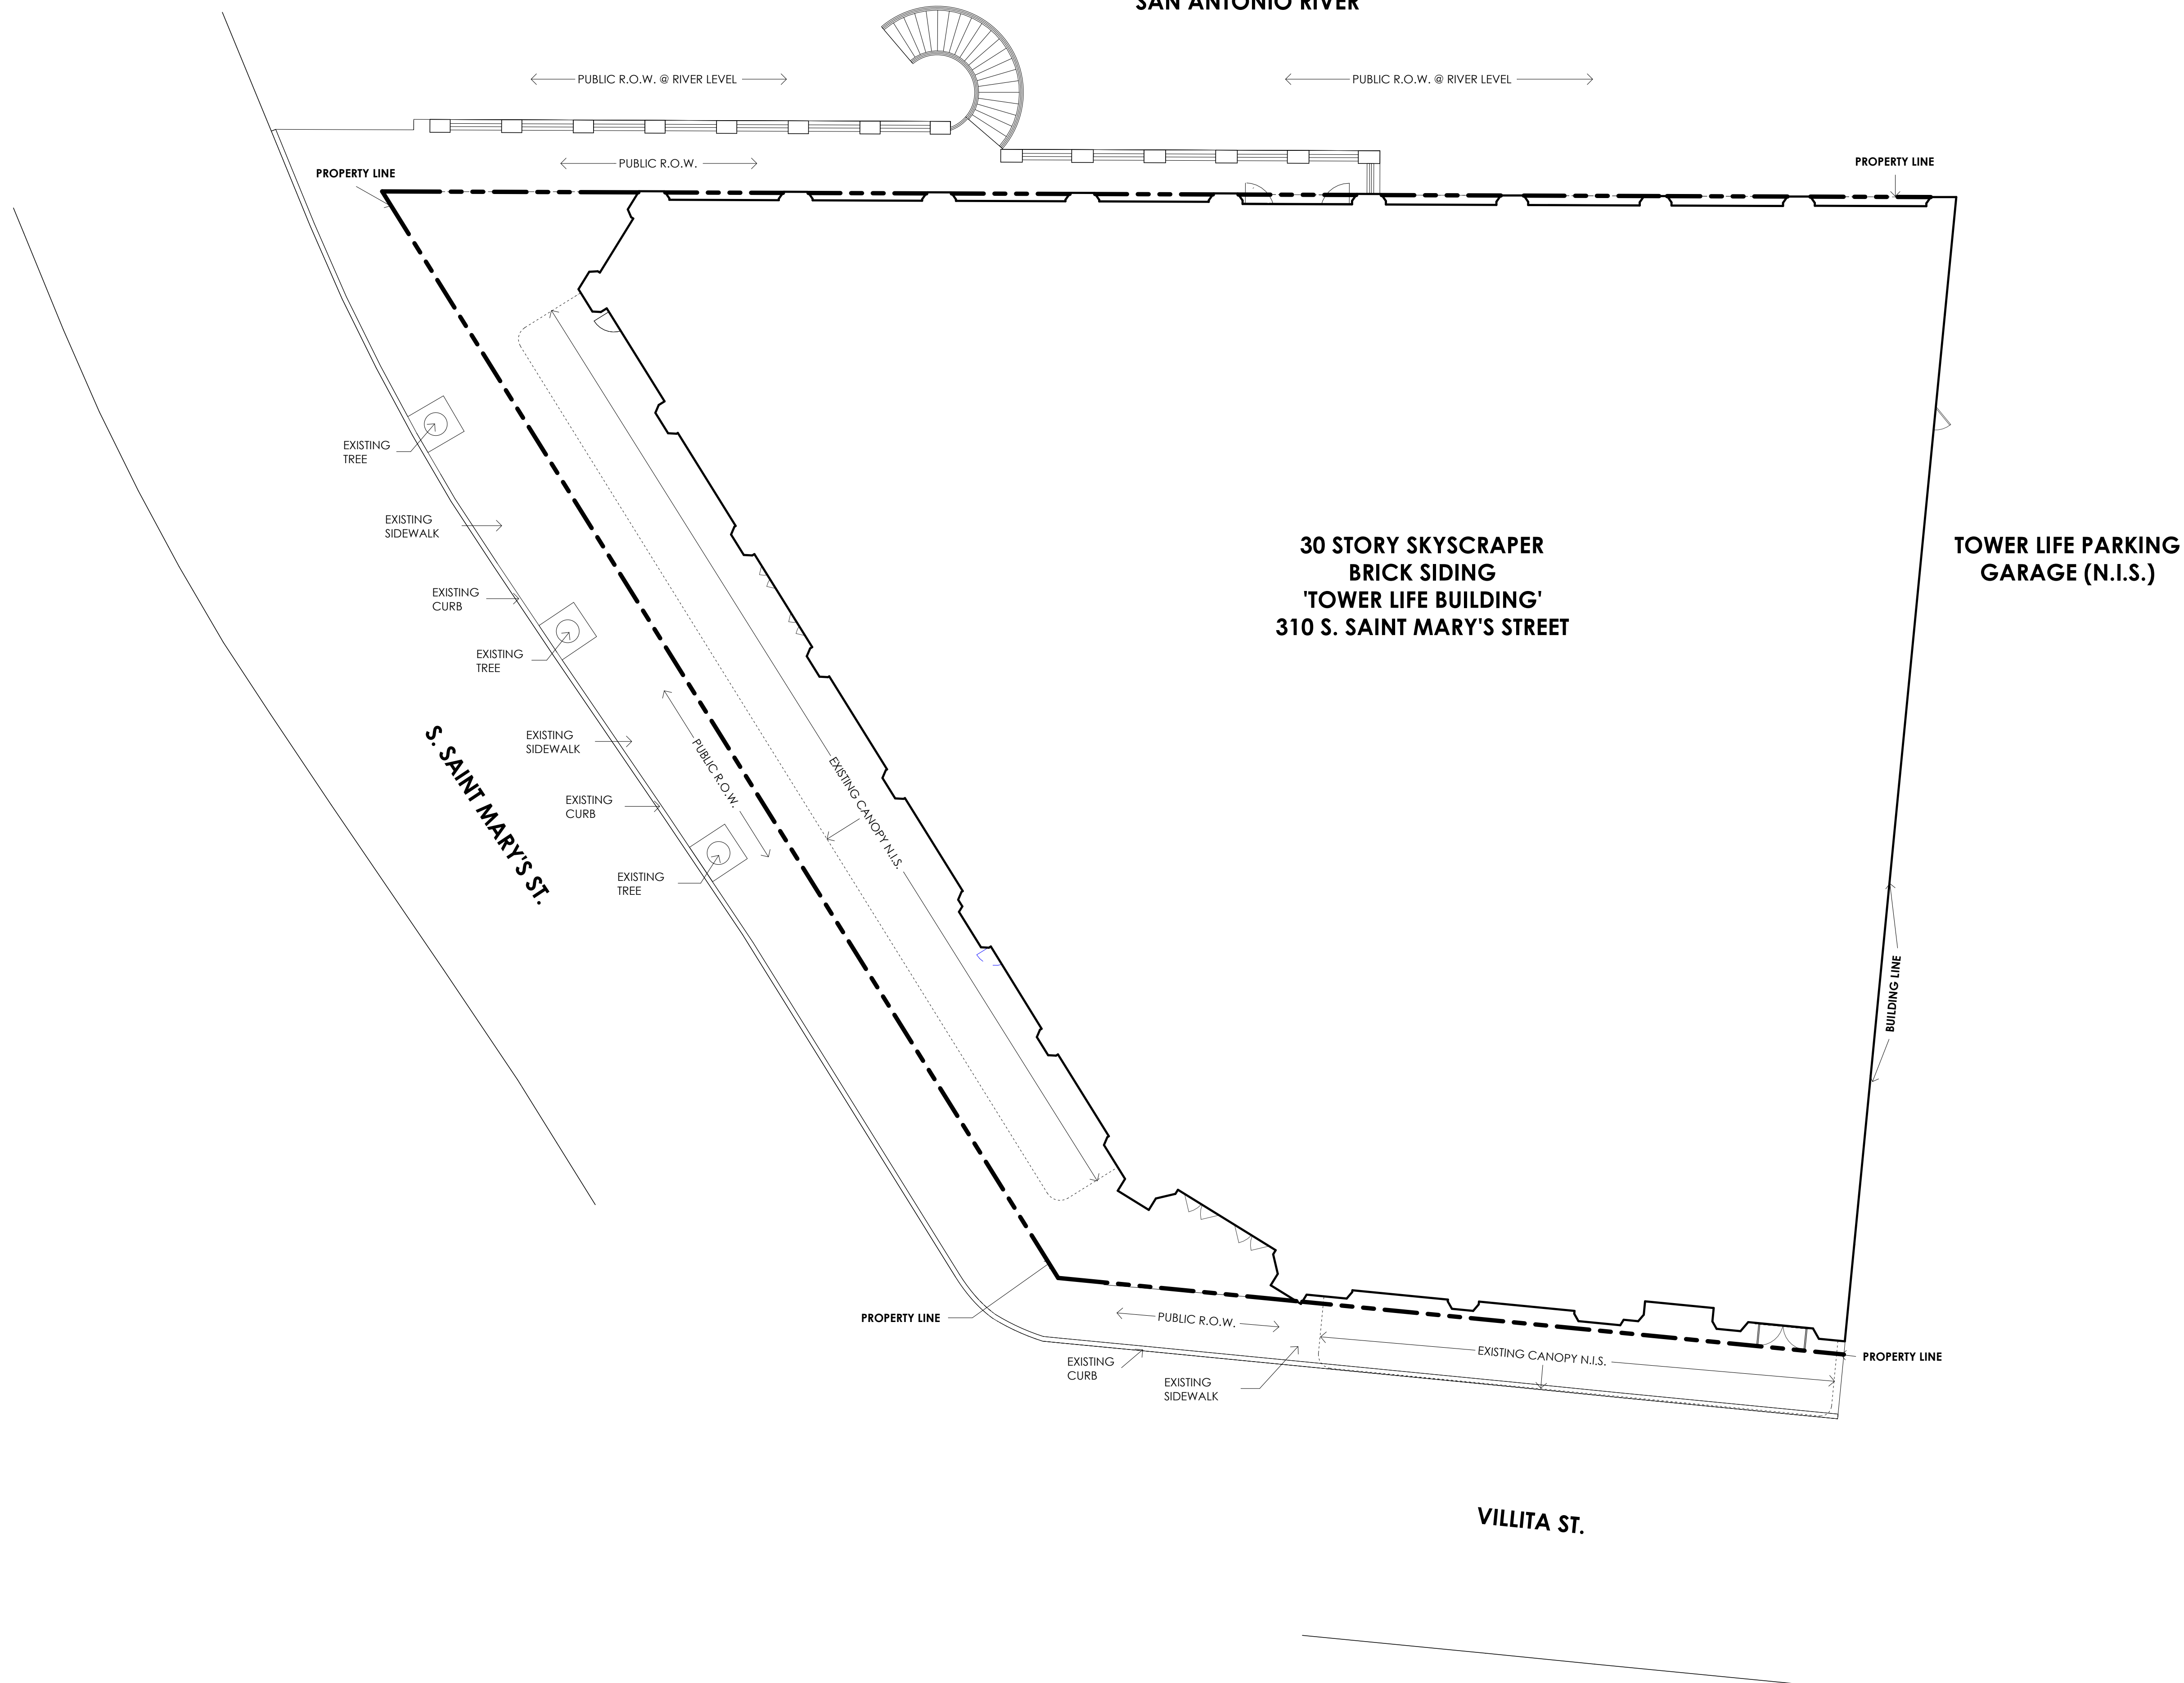 SAN ANTONIO RIVER
PUBLIC R.O.W. @ RIVER LEVEL
PUBLIC R.O.W. @ RIVER LEVEL
PUBLIC R.O.W.
PROPERTY LINE
PROPERTY LINE
EXISTING
TREE
EXISTING
SIDEWALK
30 STORY SKYSCRAPER
BRICK SIDING
'TOWER LIFE BUILDING'
310 S. SAINT MARY'S STREET
TOWER LIFE PARKING
GARAGE (N.I.S.)
EXISTING
CURB
EXISTING
TREE
S. SAINT MARY'S ST.
EXISTING
SIDEWALK
PUBLIC R.O.W.
EXISTING CANOPY N.I.S.
EXISTING
CURB
EXISTING
TREE
BUILDING LINE
PROPERTY LINE
PUBLIC R.O.W.
EXISTING
CURB
EXISTING
SIDEWALK
EXISTING CANOPY N.I.S.
PROPERTY LINE
VILLITA ST.